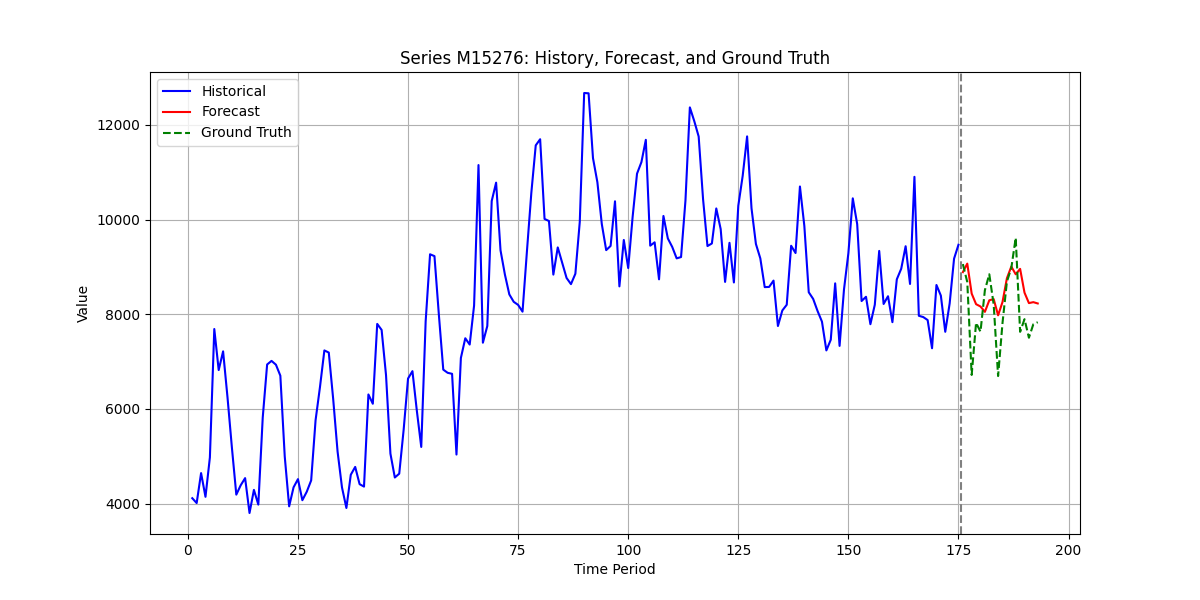 Series M15276: History, Forecast, and Ground Truth
Historical
Forecast
Ground Truth
Value
12000
10000
8000
6000
4000
0 25 50 75 100 125 150 175 200
Time Period